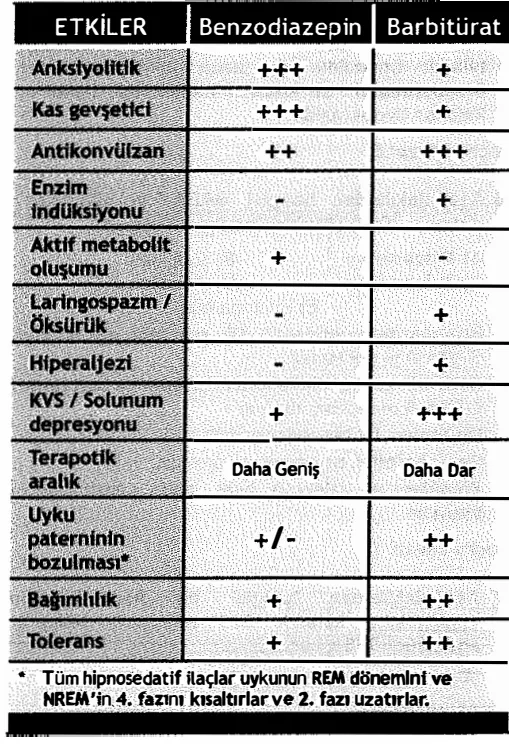 ETKİLER Benzodiazepin Barbitürat
Anksiyolitik +++ +
Kas gevşetici +++ +
Antikonvülzan ++ +++
Enzim
indüksiyonu - +
Aktif metabolit
oluşumu + -
Laringospazm /
Öksürük - +
Hiperaljezi - +
KVS / Solunum
depresyonu + +++
Terapotik
aralık Daha Geniş Daha Dar
Uyku
paterninin
bozulması* +/- ++
Bağımlılık + ++
Tolerans + ++
* Tüm hipnosedatif ilaçlar uykunun REM dönemini ve
NREM'in 4. fazını kısaltırlar ve 2. fazı uzatırlar.